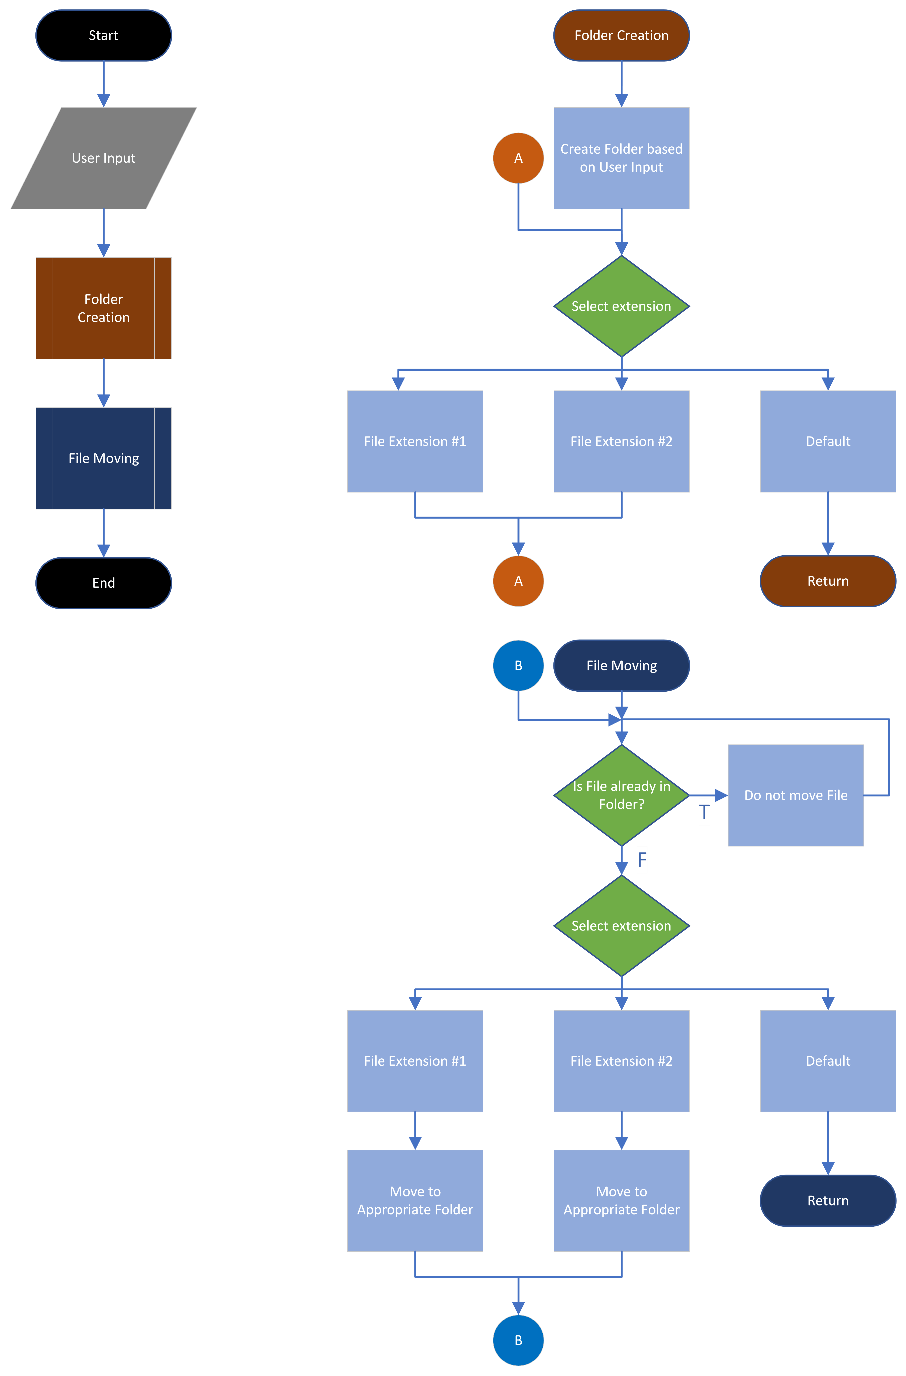 Start
User Input
Folder
Creation
File Moving
End
Folder Creation
A
Create Folder based
on User Input
Select extension
File Extension #1
File Extension #2
Default
A
Return
B
File Moving
Is File already in
Folder?
T
Do not move File
F
Select extension
File Extension #1
File Extension #2
Default
Move to
Appropriate Folder
Move to
Appropriate Folder
Return
B